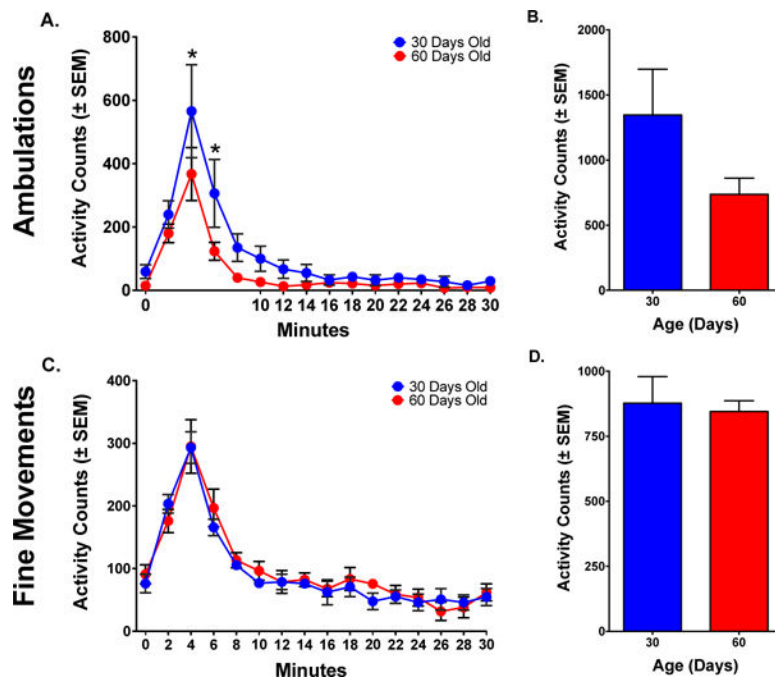 A.
Ambulations
Activity Counts (± SEM)
800
600
400
200
0
*
*
30 Days Old
60 Days Old
0 10 12 14 16 18 20 22 24 26 28 30
Minutes
B.
Activity Counts (± SEM)
2000
1500
1000
500
0
30 60
Age (Days)
C.
Fine Movements
Activity Counts (± SEM)
400
300
200
100
0
30 Days Old
60 Days Old
0 2 4 6 8 10 12 14 16 18 20 22 24 26 28 30
Minutes
D.
Activity Counts (± SEM)
1000
750
500
250
0
30 60
Age (Days)